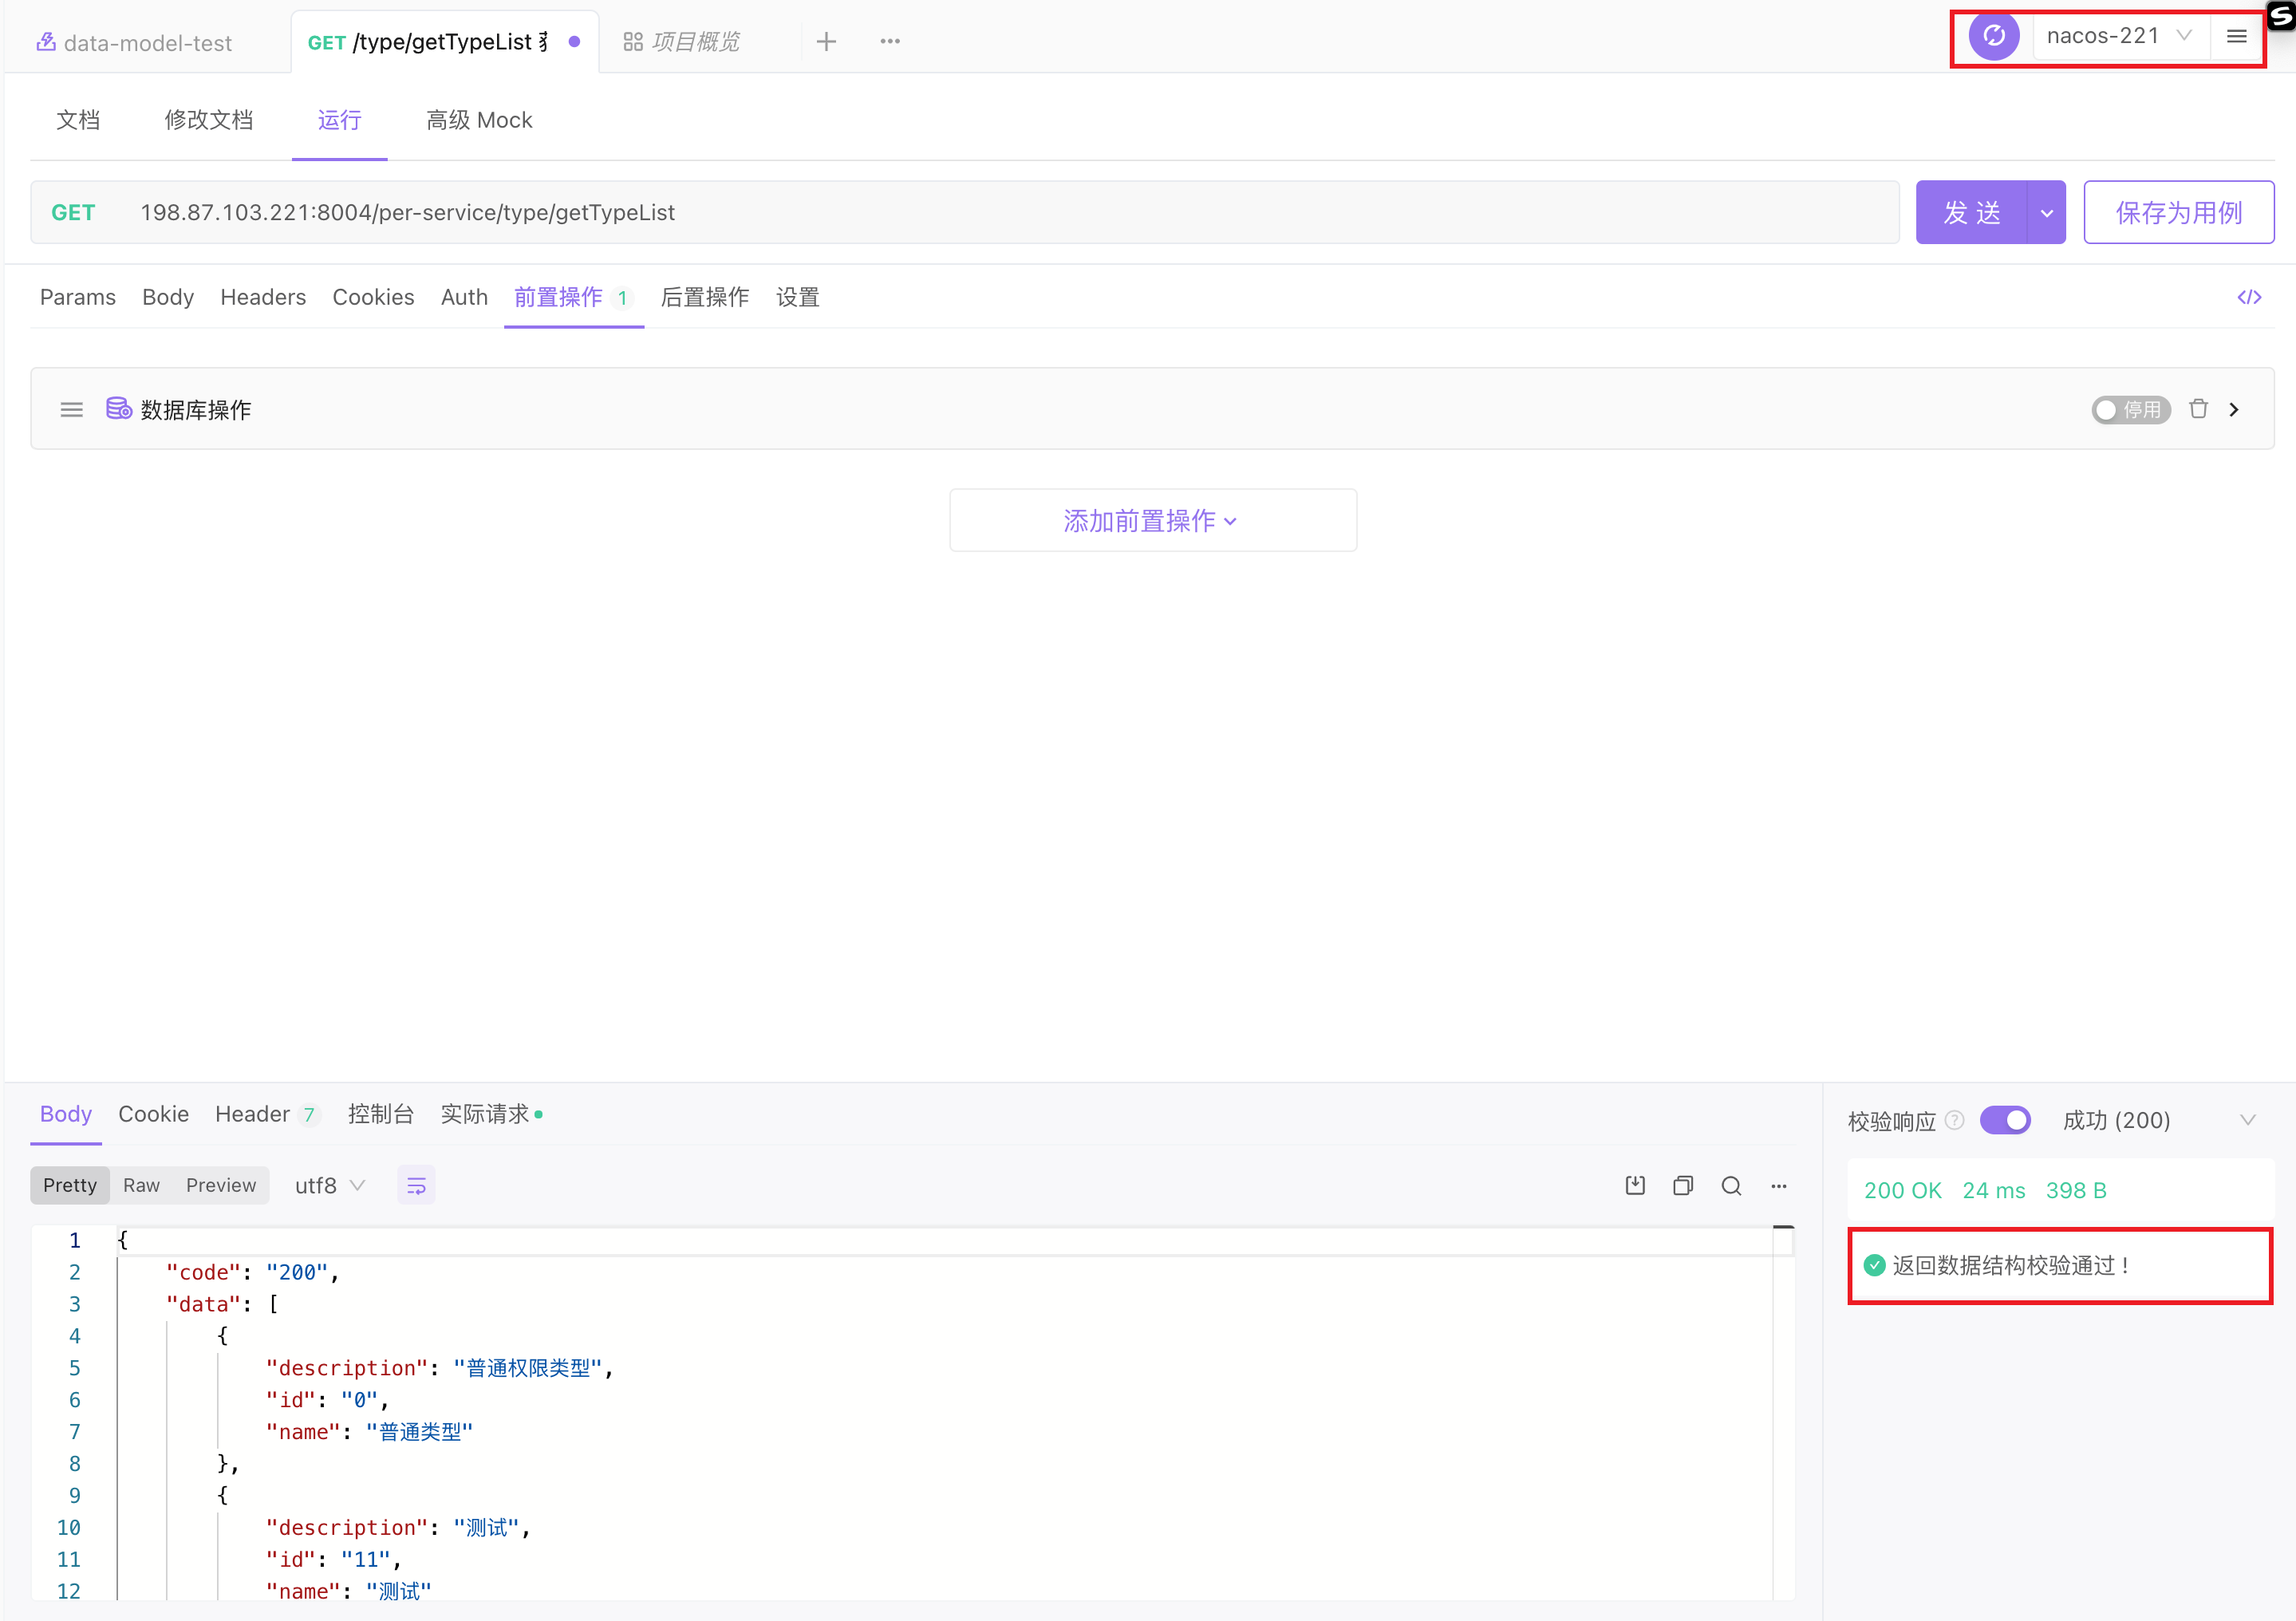 data-model-test
GET /type/getTypeList
项目概览
nacos-221
文档
修改文档
运行
高级 Mock
GET 198.87.103.221:8004/per-service/type/getTypeList
发 送
保存为用例
Params
Body
Headers
Cookies
Auth
前置操作 1
后置操作
设置
</>
数据库操作
停用
添加前置操作
Body
Cookie
Header 7
控制台
实际请求
校验响应
?
成功 (200)
Pretty
Raw
Preview
utf8
200 OK 24 ms 398 B
返回数据结构校验通过！
1 {
2 "code": "200",
3 "data": [
4 {
5 "description": "普通权限类型",
6 "id": "0",
7 "name": "普通类型"
8 },
9 {
10 "description": "测试",
11 "id": "11",
12 "name": "测试"